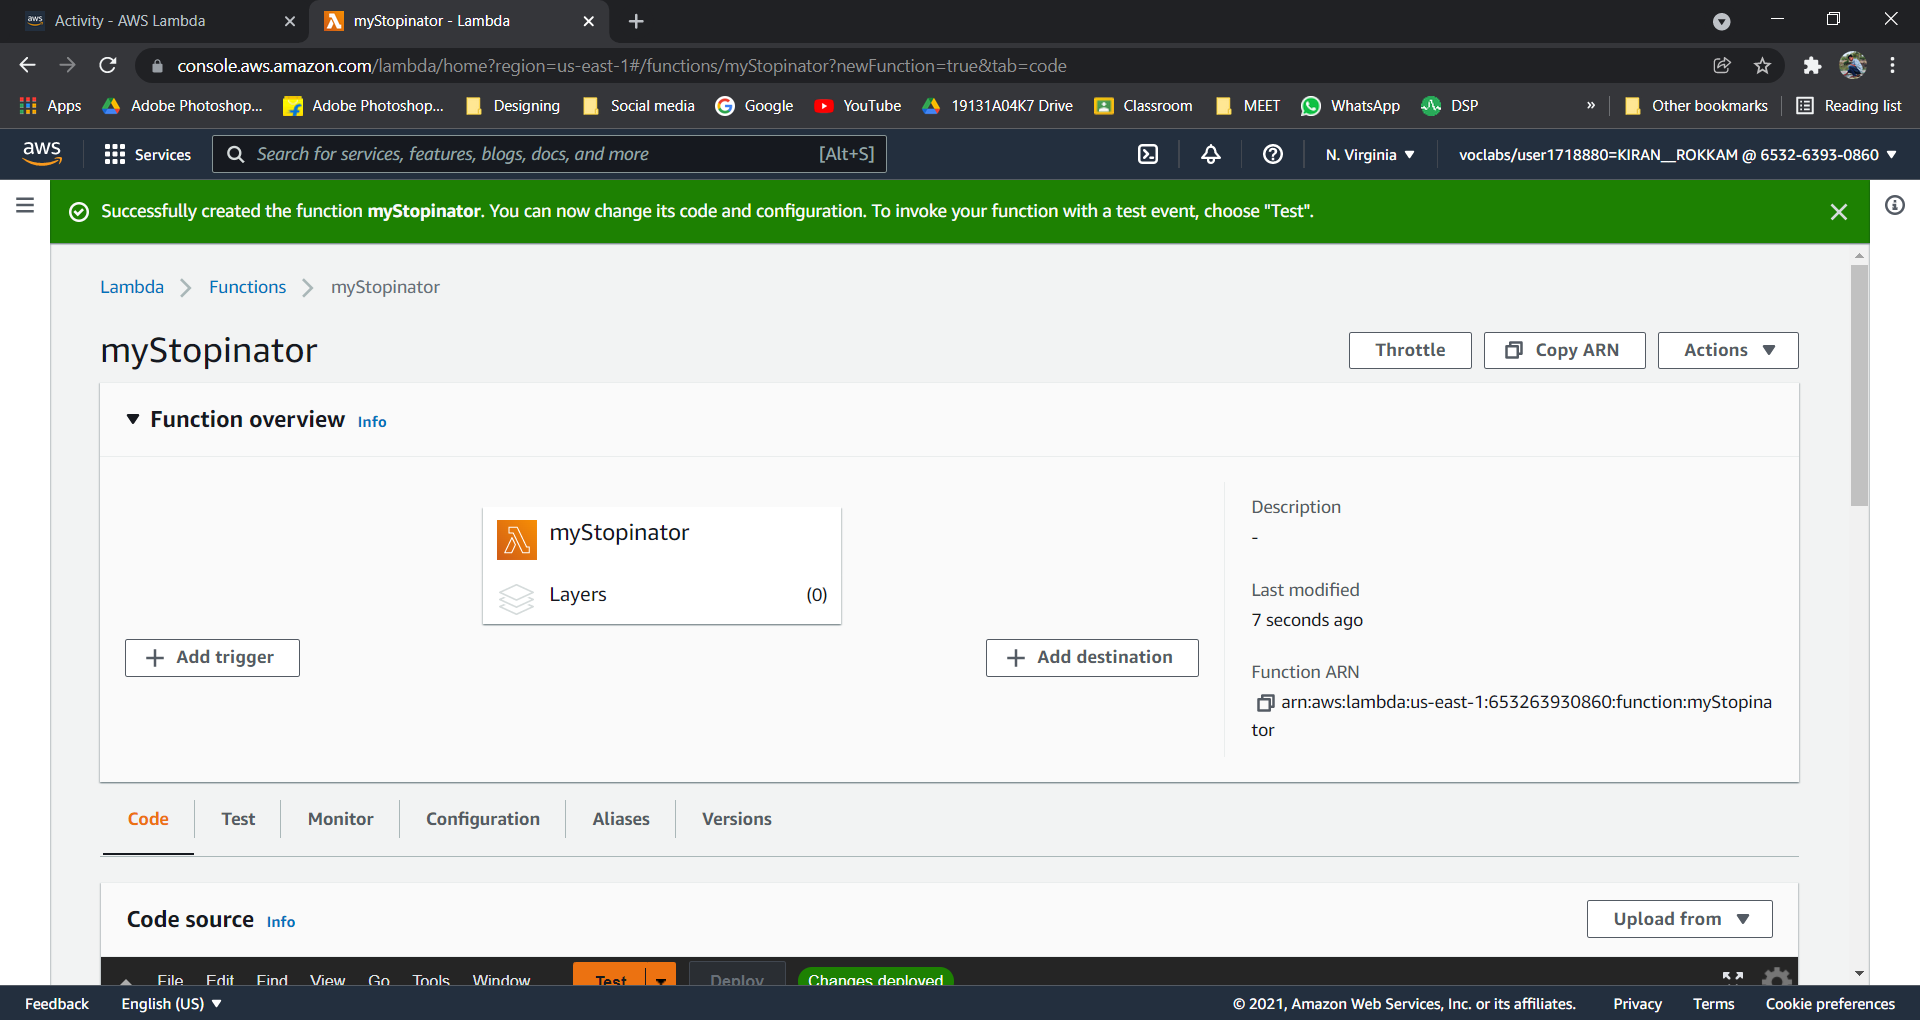 Activity - AWS Lambda
myStopinator - Lambda
console.aws.amazon.com/lambda/home?region=us-east-1#/functions/myStopinator?newFunction=true&tab=code
Apps Adobe Photoshop... Adobe Photoshop... Designing Social media Google YouTube 19131A04K7 Drive Classroom MEET WhatsApp DSP » Other bookmarks Reading list
aws Services Search for services, features, blogs, docs, and more [Alt+S] N. Virginia ▼ voclabs/user1718880=KIRAN__ROKKAM @ 6532-6393-0860 ▼
Successfully created the function myStopinator. You can now change its code and configuration. To invoke your function with a test event, choose "Test".
Lambda Functions myStopinator
myStopinator
Throttle Copy ARN Actions ▼
Function overview Info
myStopinator
Layers (0)
+ Add trigger
+ Add destination
Description
-
Last modified
7 seconds ago
Function ARN
arn:aws:lambda:us-east-1:653263930860:function:myStopina
tor
Code Test Monitor Configuration Aliases Versions
Code source Info
Upload from ▼
File Edit Find View Go Tools Window Test Deploy Changes deployed
Feedback English (US) ▼ © 2021, Amazon Web Services, Inc. or its affiliates. Privacy Terms Cookie preferences